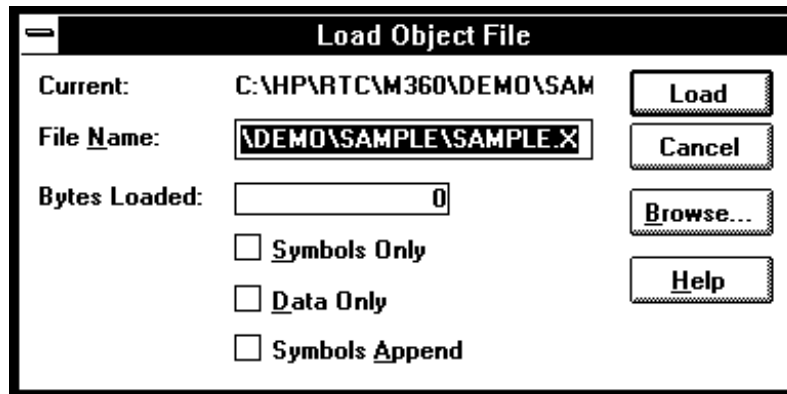 Load Object File
Current: C:\HP\RTC\M360\DEMO\SAM
Load
File Name: \DEMO\SAMPLE\SAMPLE.X
Cancel
Bytes Loaded: 0
Browse...
Symbols Only
Help
Data Only
Symbols Append